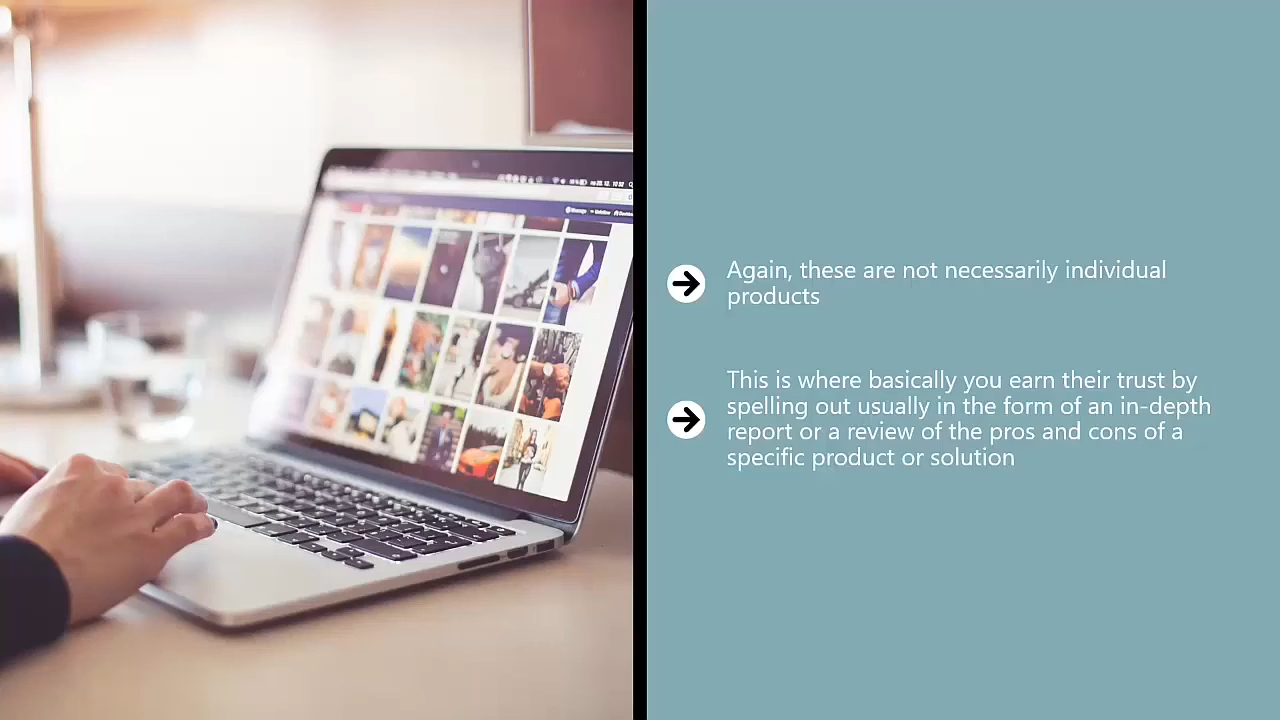 Again, these are not necessarily individual
products
This is where basically you earn their trust by
spelling out usually in the form of an in-depth
report or a review of the pros and cons of a
specific product or solution